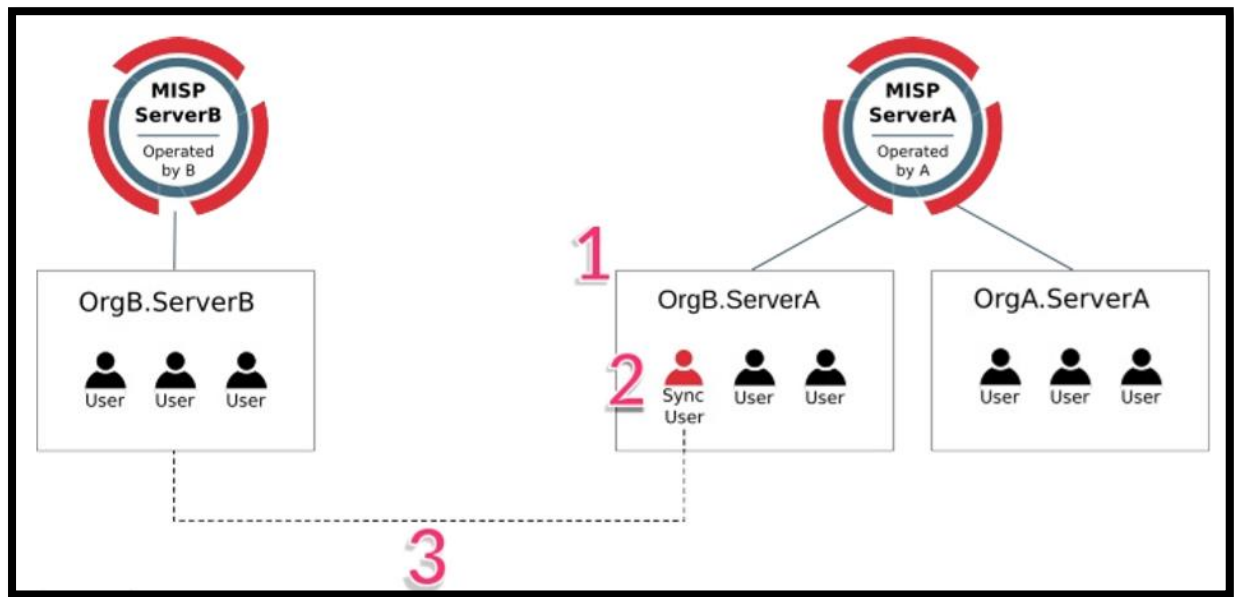 MISP
ServerB
Operated
by B
MISP
ServerA
Operated
by A
1
OrgB.ServerB
OrgB.ServerA
OrgA.ServerA
2
User
User
User
Sync
User
User
User
User
User
User
3